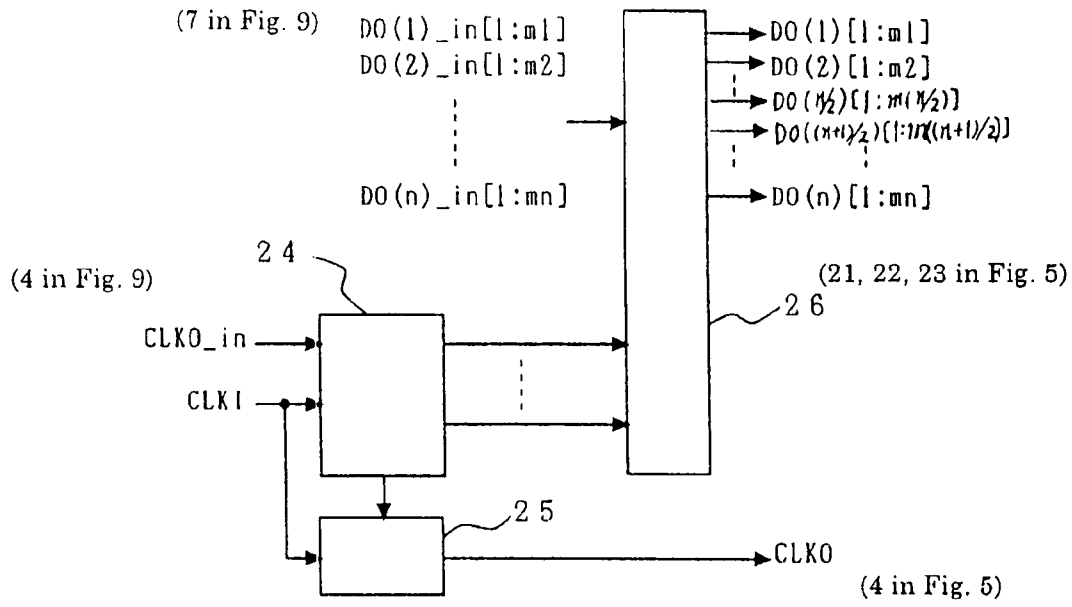 (7 in Fig. 9)
DO(1)_in[1:m1]
DO(1)[1:m1]
DO(2)_in[1:m2]
DO(2)[1:m2]
DO(n/2)[1:m(n/2)]
DO((n+1)/2)[1:m((n+1)/2)]
DO(n)_in[1:mn]
DO(n)[1:mn]
24
(4 in Fig. 9)
(21, 22, 23 in Fig. 5)
26
CLKO_in
CLKI
25
CLKO
(4 in Fig. 5)